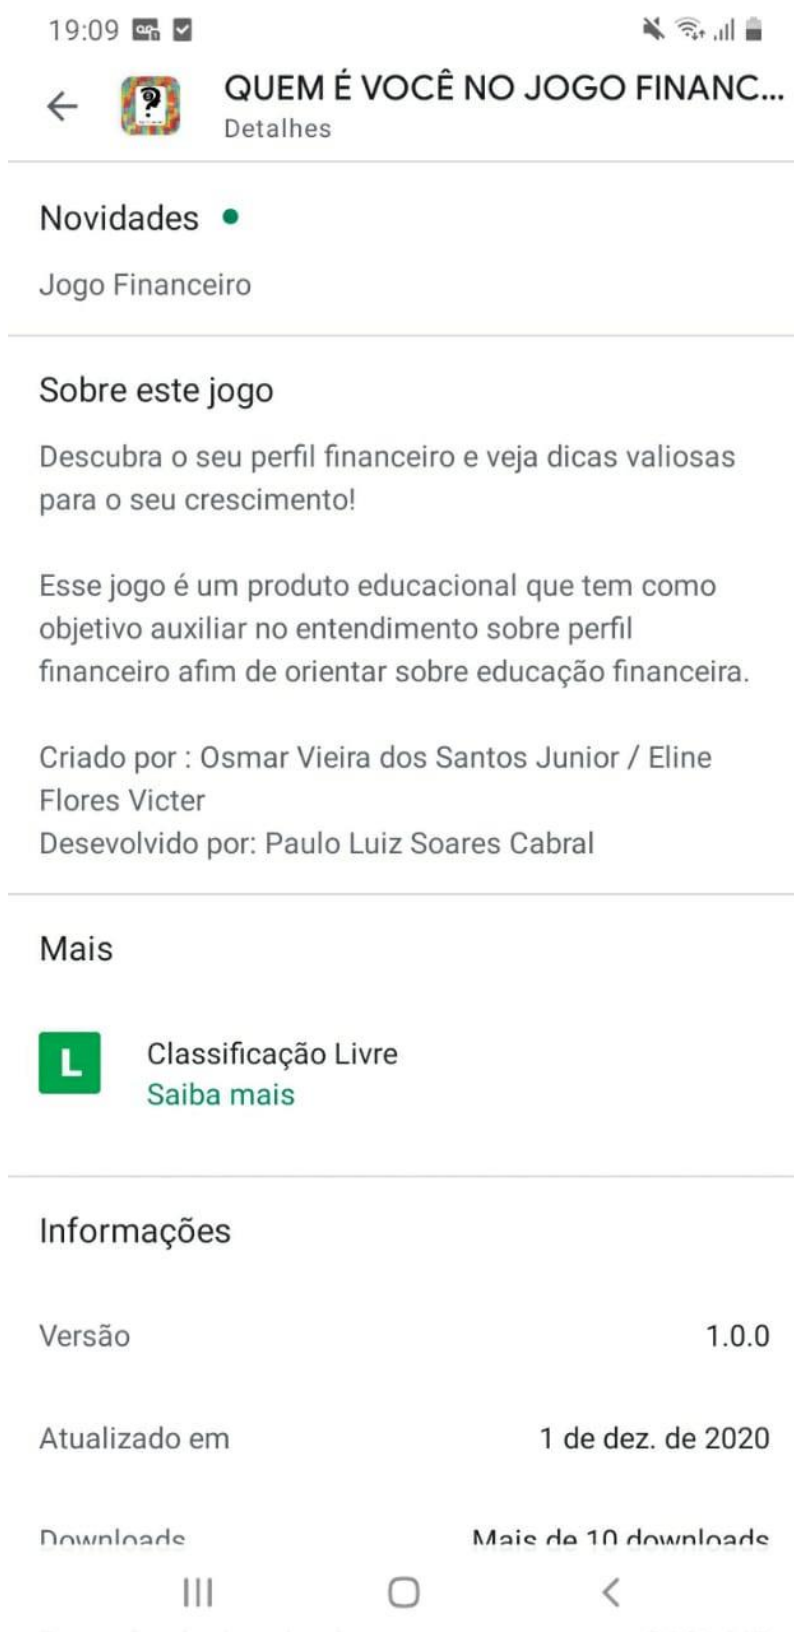 19:09
QUEM É VOCÊ NO JOGO FINANC...
Detalhes
Novidades
Jogo Financeiro
Sobre este jogo
Descubra o seu perfil financeiro e veja dicas valiosas
para o seu crescimento!
Esse jogo é um produto educacional que tem como
objetivo auxiliar no entendimento sobre perfil
financeiro afim de orientar sobre educação financeira.
Criado por : Osmar Vieira dos Santos Junior / Eline
Flores Victer
Desevolvido por: Paulo Luiz Soares Cabral
Mais
L
Classificação Livre
Saiba mais
Informações
Versão 1.0.0
Atualizado em 1 de dez. de 2020
Downloads Mais de 10 downloads